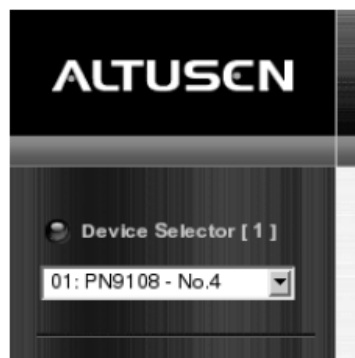 ALTUSEN
Device Selector [ 1 ]
01: PN9108 - No.4